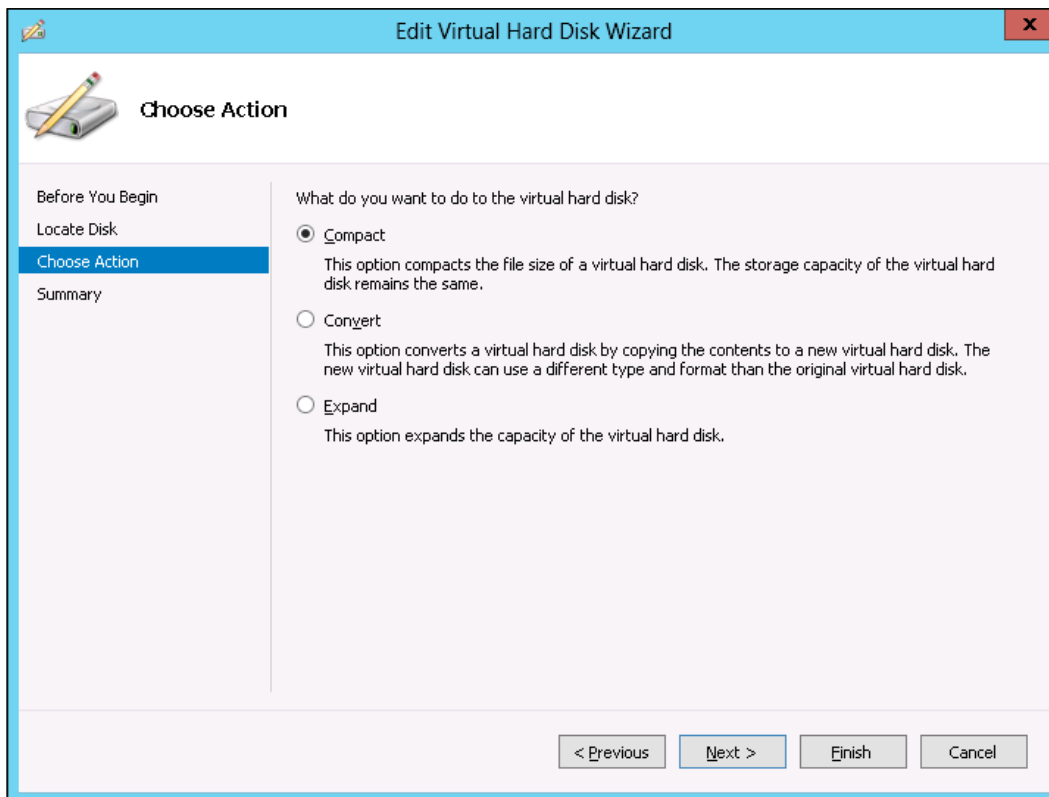 Edit Virtual Hard Disk Wizard
x
Choose Action
Before You Begin
Locate Disk
Choose Action
Summary
What do you want to do to the virtual hard disk?
Compact
This option compacts the file size of a virtual hard disk. The storage capacity of the virtual hard
disk remains the same.
Convert
This option converts a virtual hard disk by copying the contents to a new virtual hard disk. The
new virtual hard disk can use a different type and format than the original virtual hard disk.
Expand
This option expands the capacity of the virtual hard disk.
< Previous
Next >
Finish
Cancel